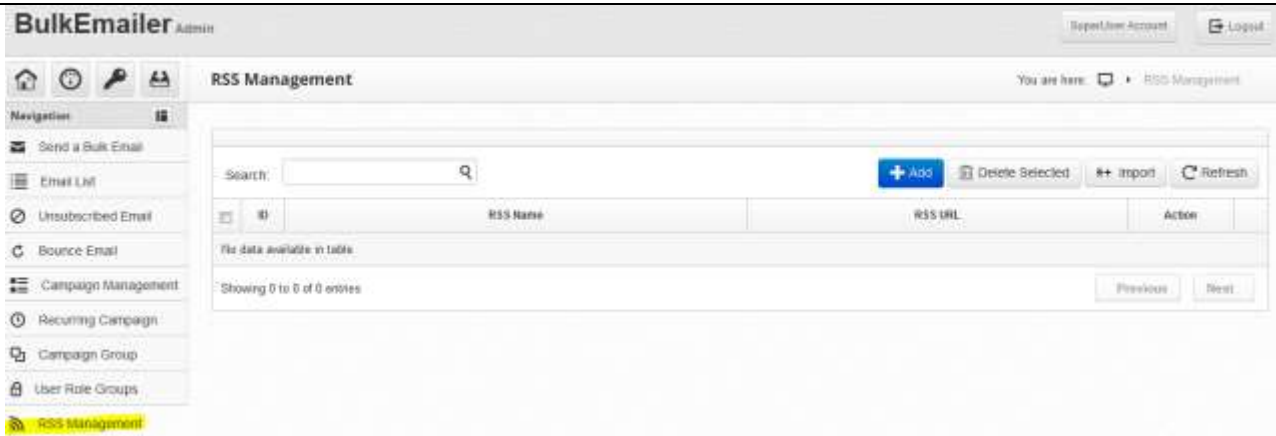 BulkEmailer Admin
SuperUser Account
Logout
RSS Management
You are here:
RSS Management
Navigation
Send a Bulk Email
Email List
Unsubscribed Email
Bounce Email
Campaign Management
Recurring Campaign
Campaign Group
User Role Groups
RSS Management
Search:
Add
Delete Selected
Import
Refresh
ID
RSS Name
RSS URL
Action
No data available in table
Showing 0 to 0 of 0 entries
Previous
Next